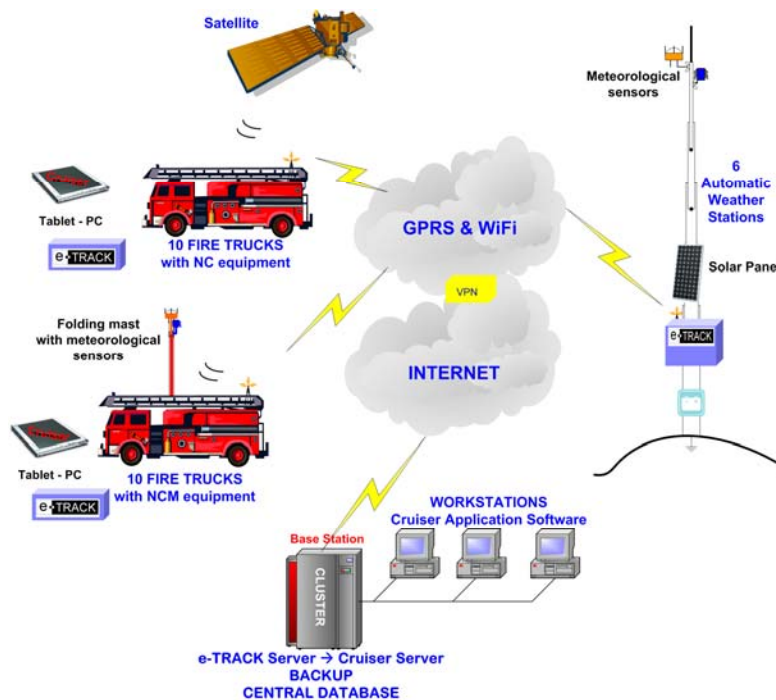 Satellite
Meteorological
sensors
6
Automatic
Weather
Stations
Tablet - PC
e-TRACK
10 FIRE TRUCKS
with NC equipment
GPRS & WiFi
VPN
Solar Pane
e-TRACK
Folding mast
with meteorological
sensors
INTERNET
Tablet - PC
e-TRACK
10 FIRE TRUCKS
with NCM equipment
WORKSTATIONS
Cruiser Application Software
Base Station
CLUSTER
e-TRACK Server → Cruiser Server
BACKUP
CENTRAL DATABASE